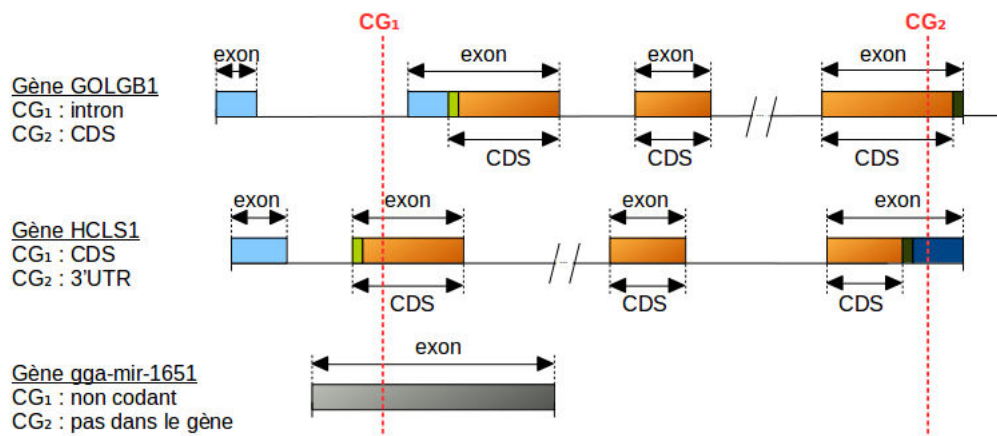 CG₁ CG₂
exon exon exon exon
Gène GOLGB1
CG₁ : intron
CG₂ : CDS
CDS CDS CDS
exon exon exon exon
Gène HCLS1
CG₁ : CDS
CG₂ : 3'UTR
CDS CDS CDS
exon
Gène gga-mir-1651
CG₁ : non codant
CG₂ : pas dans le gène